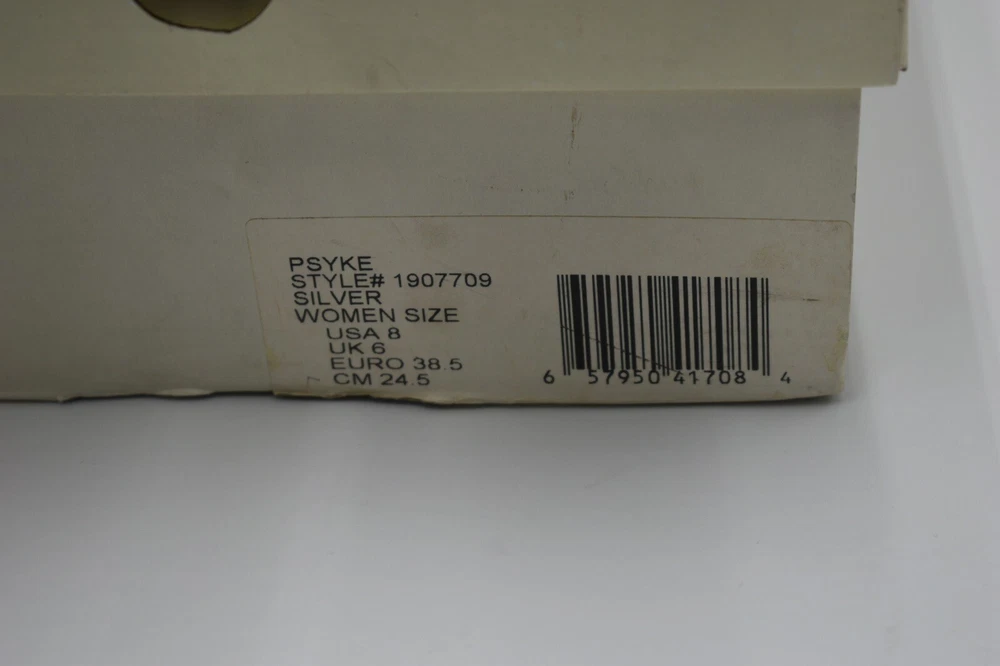 PSYKE
STYLE# 1907709
SILVER
WOMEN SIZE
USA 8
UK 6
EURO 38.5
CM 24.5
6 57950 41708 4